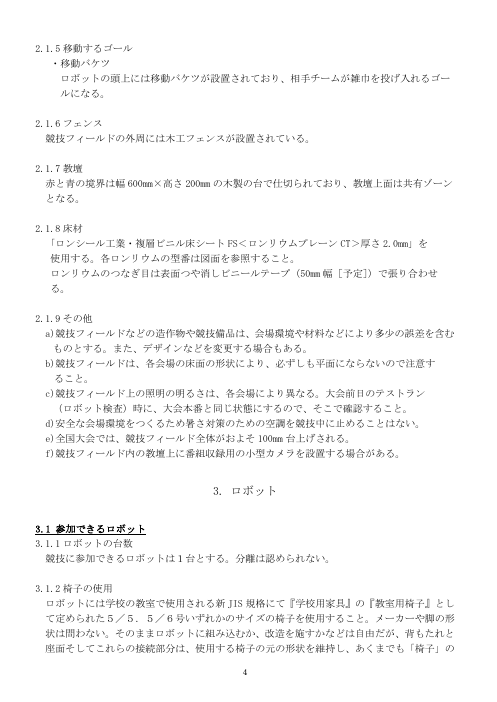 2.1.5 移動するゴール
・移動バケツ
ロボットの頭上には移動バケツが設置されており、相手チームが雑巾を投げ入れるゴー
ルになる。
2.1.6 フェンス
競技フィールドの外周には木工フェンスが設置されている。
2.1.7 教壇
赤と青の境界は幅 600mm×高さ 200mm の木製の台で仕切られており、教壇上面は共有ゾーン
となる。
2.1.8 床材
「ロンシール工業・複層ビニル床シート FS＜ロンリウムプレーン CT＞厚さ 2.0mm」を
使用する。各ロンリウムの型番は図面を参照すること。
ロンリウムのつなぎ目は表面つや消しビニールテープ（50mm 幅［予定］）で張り合わせ
る。
2.1.9 その他
a)競技フィールドなどの造作物や競技備品は、会場環境や材料などにより多少の誤差を含む
ものとする。また、デザインなどを変更する場合もある。
b)競技フィールドは、各会場の床面の形状により、必ずしも平面にならないので注意す
ること。
c)競技フィールド上の照明の明るさは、各会場により異なる。大会前日のテストラン
（ロボット検査）時に、大会本番と同じ状態にするので、そこで確認すること。
d)安全な会場環境をつくるため暑さ対策のための空調を競技中に止めることはない。
e)全国大会では、競技フィールド全体がおよそ 100mm 台上げされる。
f)競技フィールド内の教壇上に番組収録用の小型カメラを設置する場合がある。
3. ロボット
3.1 参加できるロボット
3.1.1 ロボットの台数
競技に参加できるロボットは１台とする。分離は認められない。
3.1.2 椅子の使用
ロボットには学校の教室で使用される新 JIS 規格にて『学校用家具』の『教室用椅子』とし
て定められた５／５．５／６号いずれかのサイズの椅子を使用すること。メーカーや脚の形
状は問わない。そのままロボットに組み込むか、改造を施すかなどは自由だが、背もたれと
座面そしてこれらの接続部分は、使用する椅子の元の形状を維持し、あくまでも「椅子」の
4